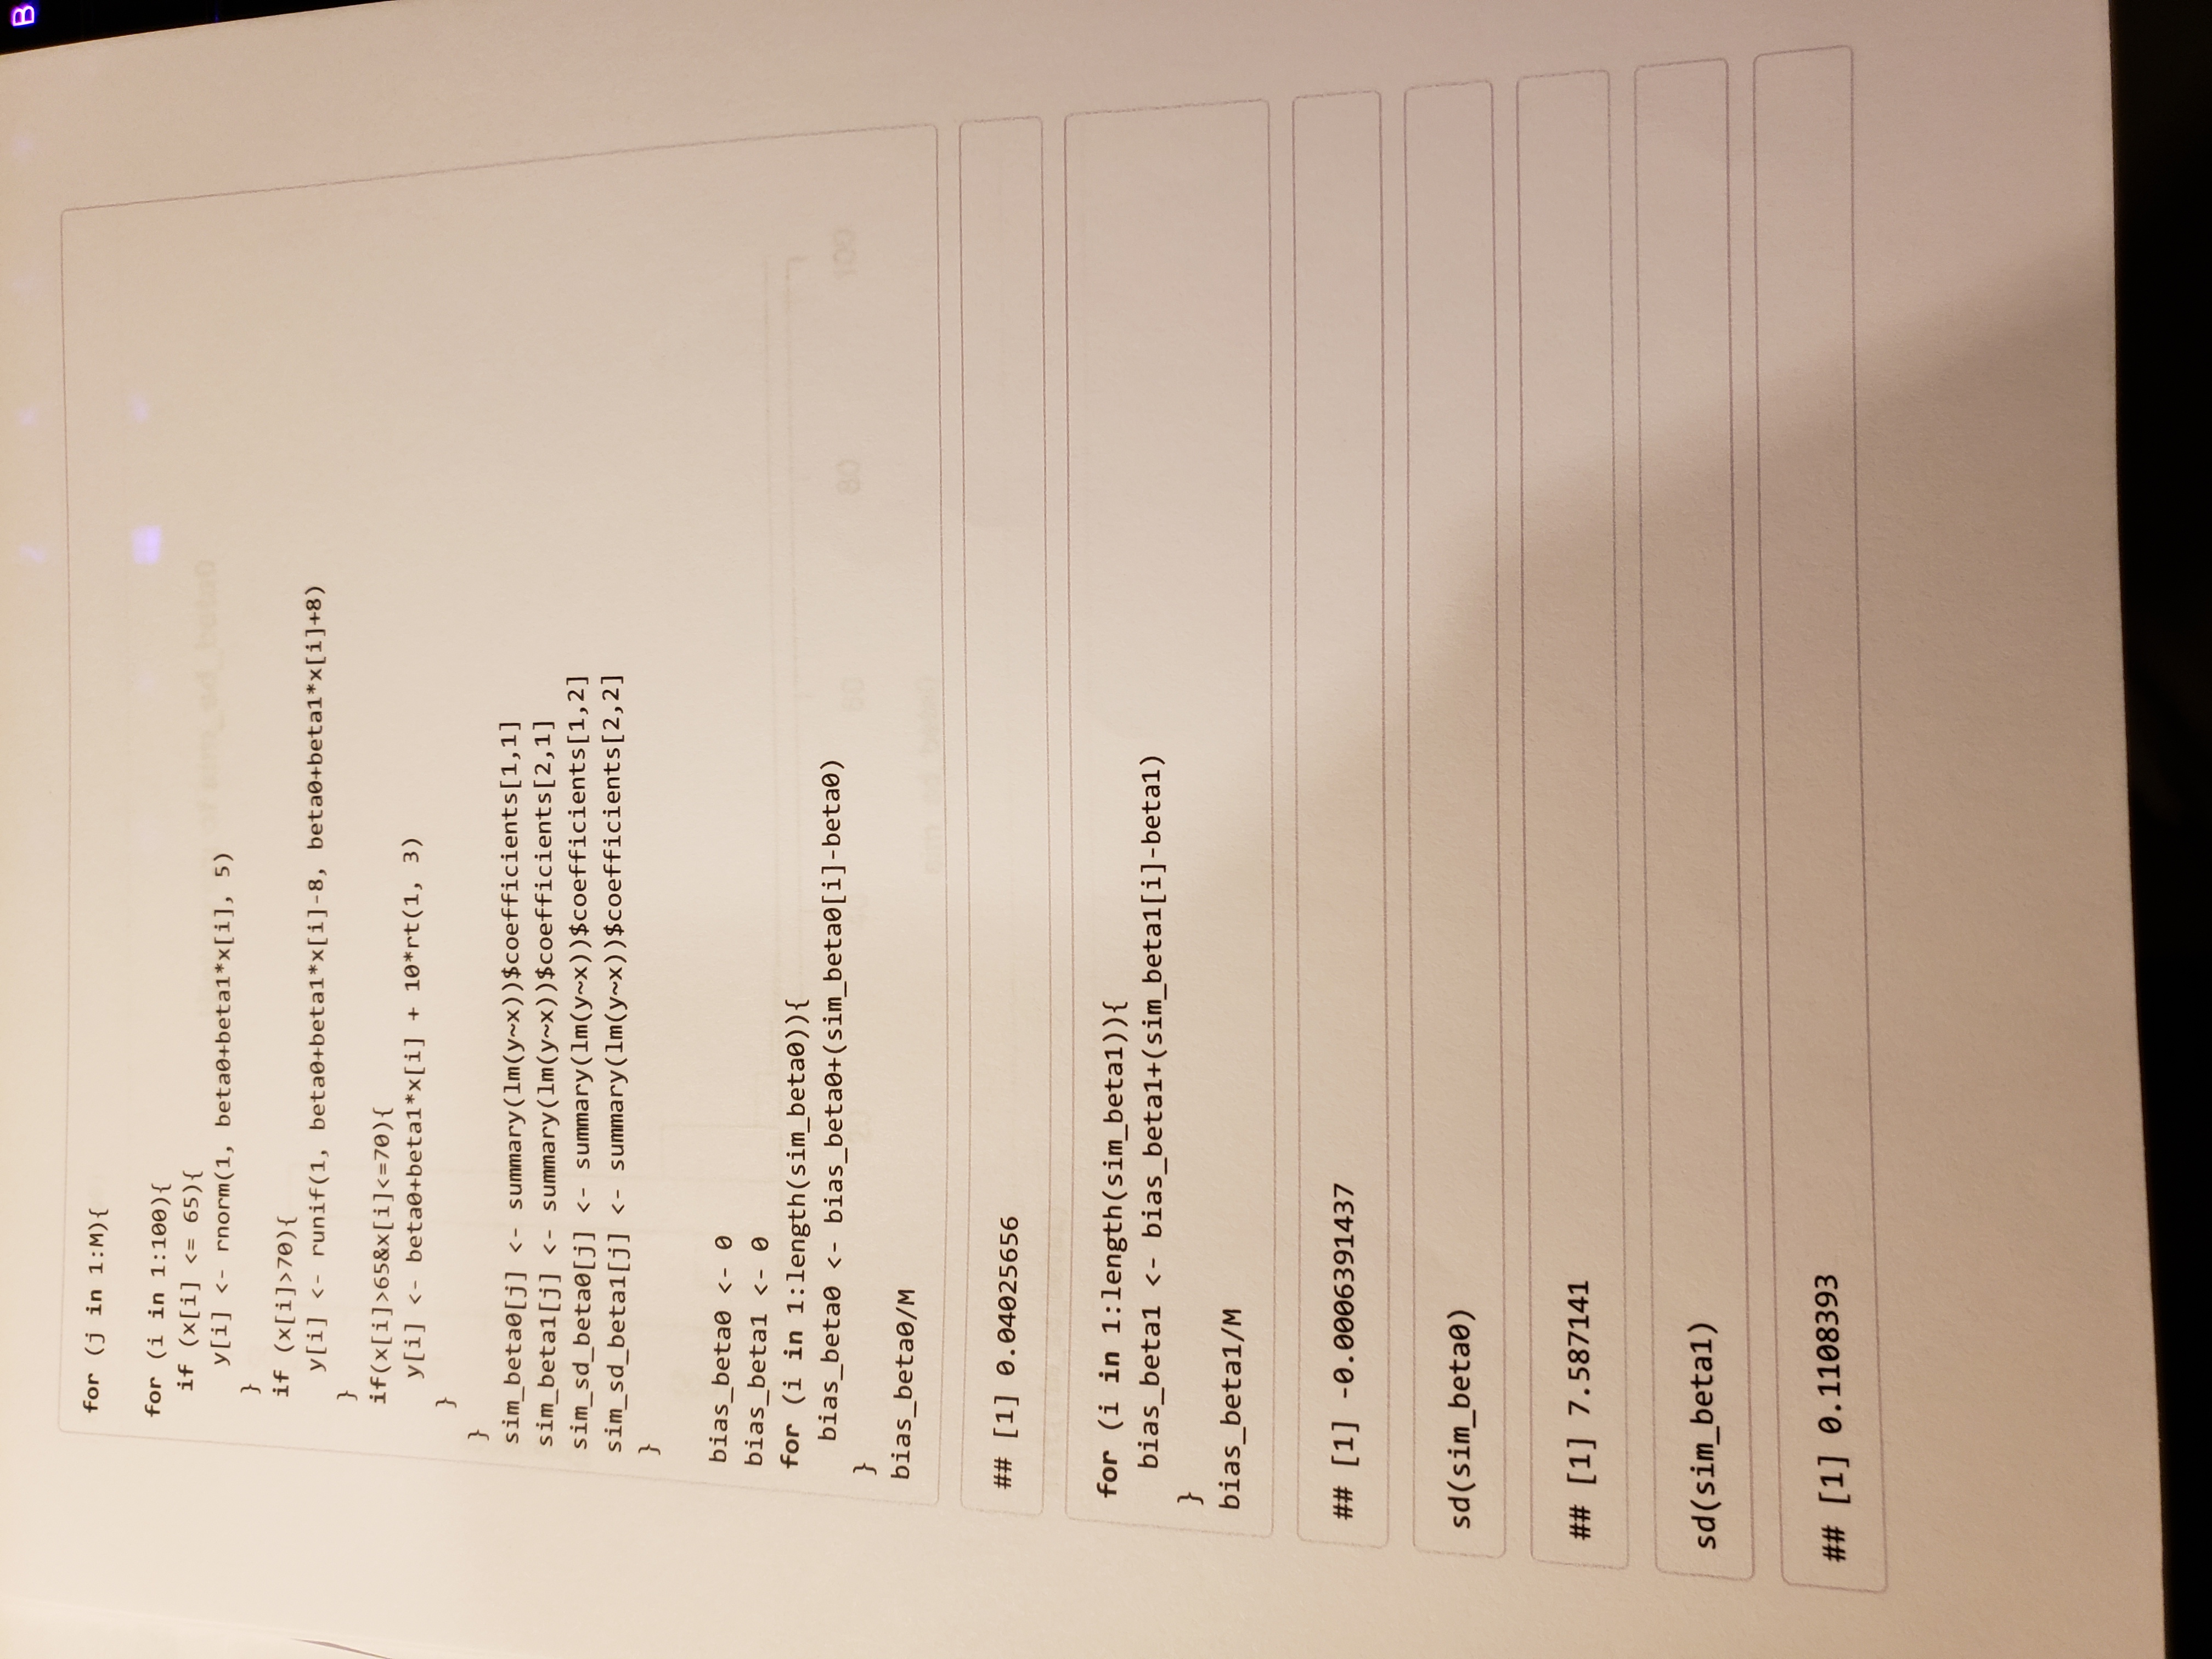 B
for (j in 1:M){
for (i in 1:100){
if (x[i] <= 65){
y[i] <- rnorm(1, beta0+beta1*x[i], 5)
}
if (x[i]>70){
y[i] <- runif(1, beta0+beta1*x[i]-8, beta0+beta1*x[i]+8)
}
if(x[i]>65&x[i]<=70){
y[i] <- beta0+beta1*x[i] + 10*rt(1, 3)
}
}
sim_beta0[j] <- summary(lm(y~x))$coefficients[1,1]
sim_beta1[j] <- summary(lm(y~x))$coefficients[2,1]
sim_sd_beta0[j] <- summary(lm(y~x))$coefficients[1,2]
sim_sd_beta1[j] <- summary(lm(y~x))$coefficients[2,2]
}
bias_beta0 <- 0
bias_beta1 <- 0
for (i in 1:length(sim_beta0)){
bias_beta0 <- bias_beta0+(sim_beta0[i]-beta0)
}
bias_beta0/M
## [1] 0.04025656
for (i in 1:length(sim_beta1)){
bias_beta1 <- bias_beta1+(sim_beta1[i]-beta1)
}
bias_beta1/M
## [1] -0.0006391437
sd(sim_beta0)
## [1] 7.587141
sd(sim_beta1)
## [1] 0.1108393